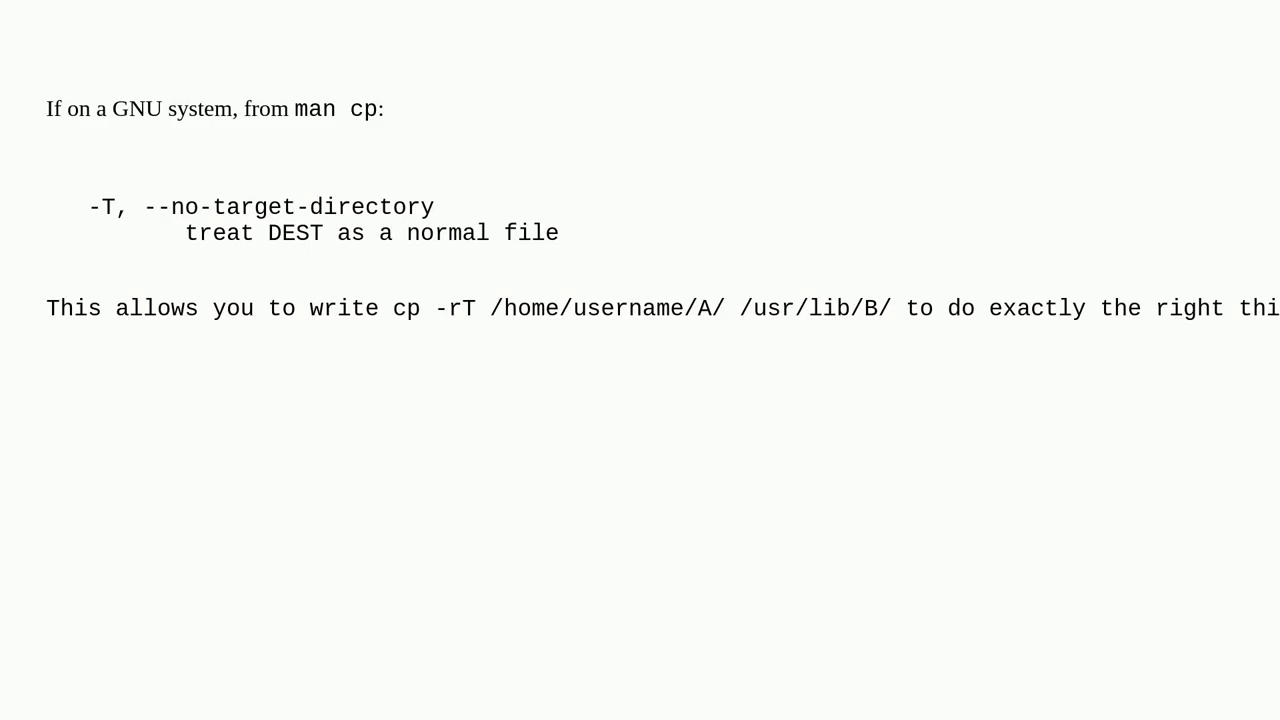 If on a GNU system, from man cp:
-T, --no-target-directory
treat DEST as a normal file
This allows you to write cp -rT /home/username/A/ /usr/lib/B/ to do exactly the right thi